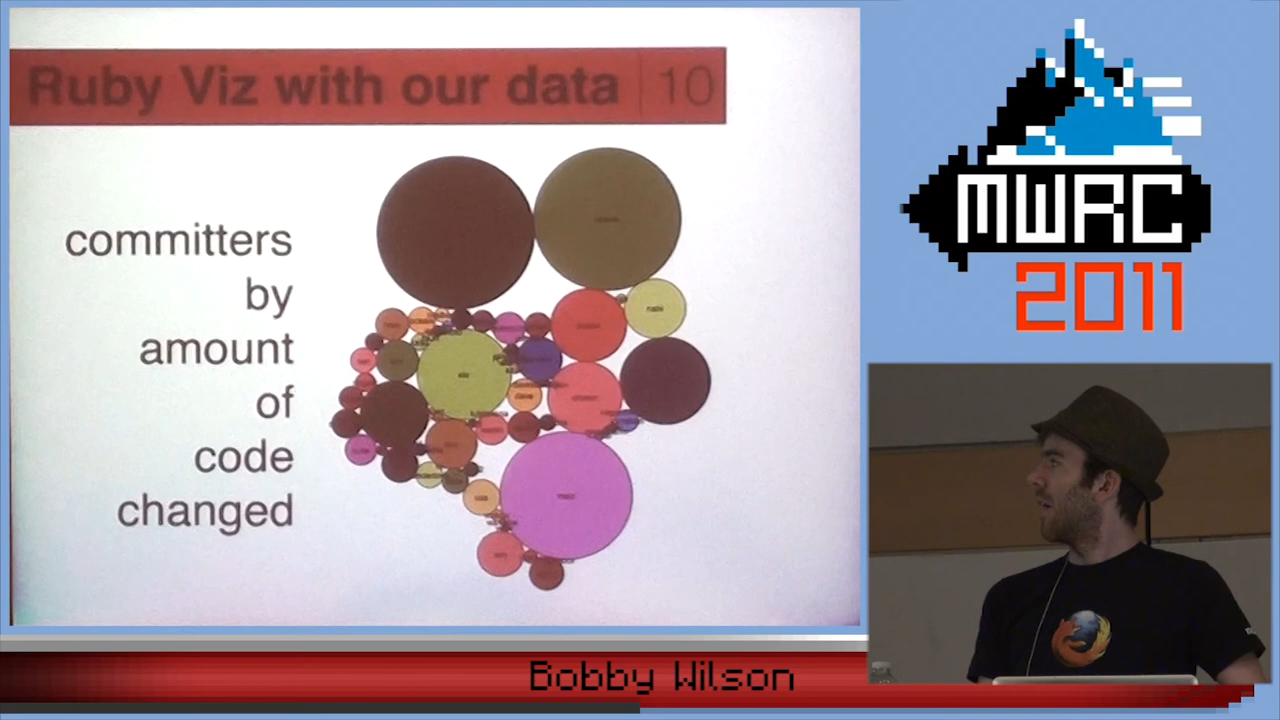 Ruby Viz with our data 10
committers
by
amount
of
code
changed
MWRC
2011
Bobby Wilson